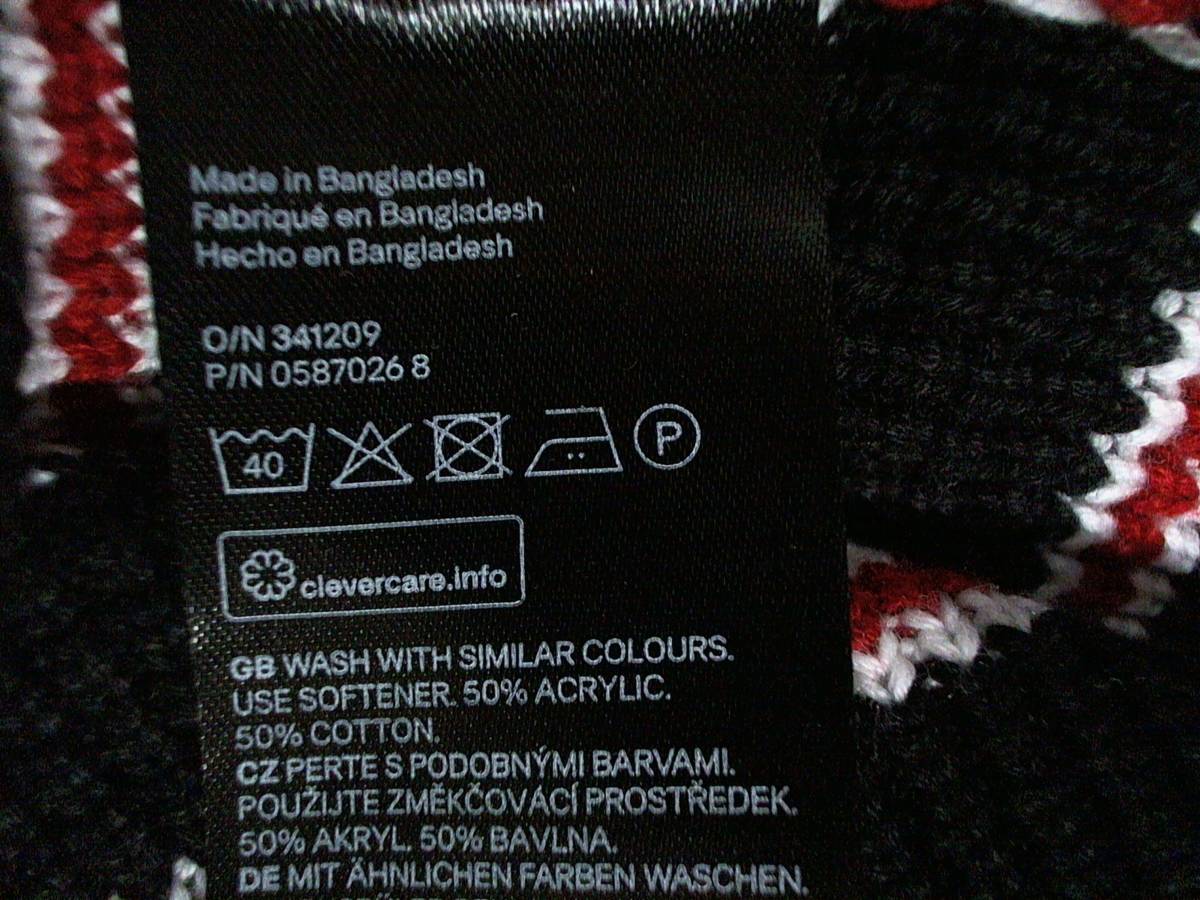 Made in Bangladesh
Fabriqué en Bangladesh
Hecho en Bangladesh
O/N 341209
P/N 0587026 8
40 P
clevercare.info
GB WASH WITH SIMILAR COLOURS.
USE SOFTENER. 50% ACRYLIC.
50% COTTON.
CZ PERTE S PODOBNÝMI BARVAMI.
POUŽIJTE ZMĚKČOVACÍ PROSTŘEDEK.
50% AKRYL. 50% BAVLNA.
DE MIT ÄHNLICHEN FARBEN WASCHEN.